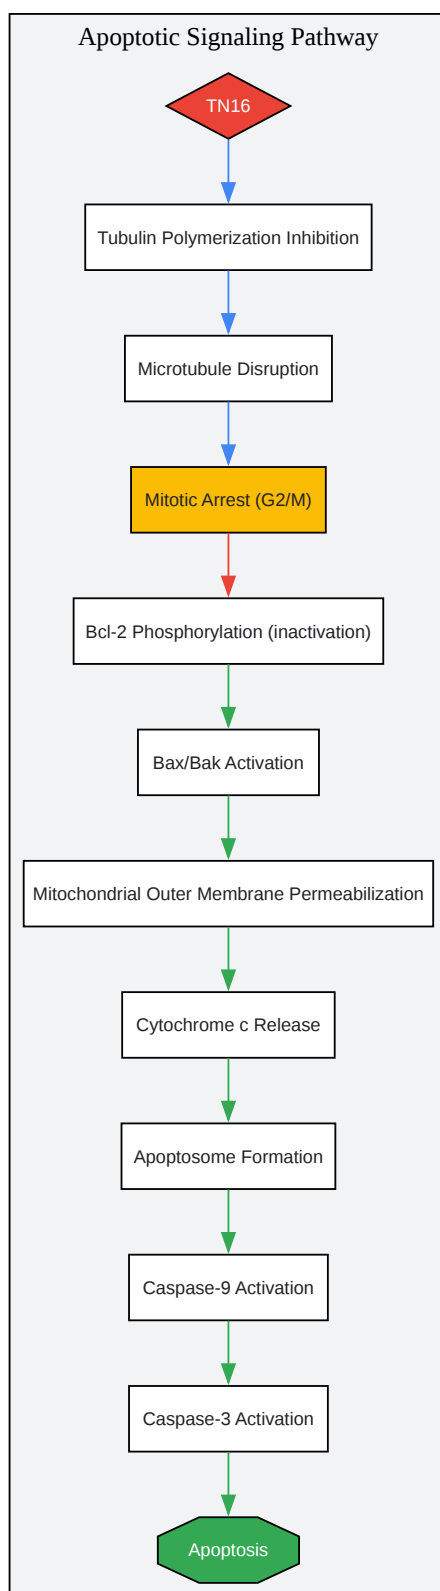 Apoptotic Signaling Pathway
TN16
Tubulin Polymerization Inhibition
Microtubule Disruption
Mitotic Arrest (G2/M)
Bcl-2 Phosphorylation (inactivation)
Bax/Bak Activation
Mitochondrial Outer Membrane Permeabilization
Cytochrome c Release
Apoptosome Formation
Caspase-9 Activation
Caspase-3 Activation
Apoptosis